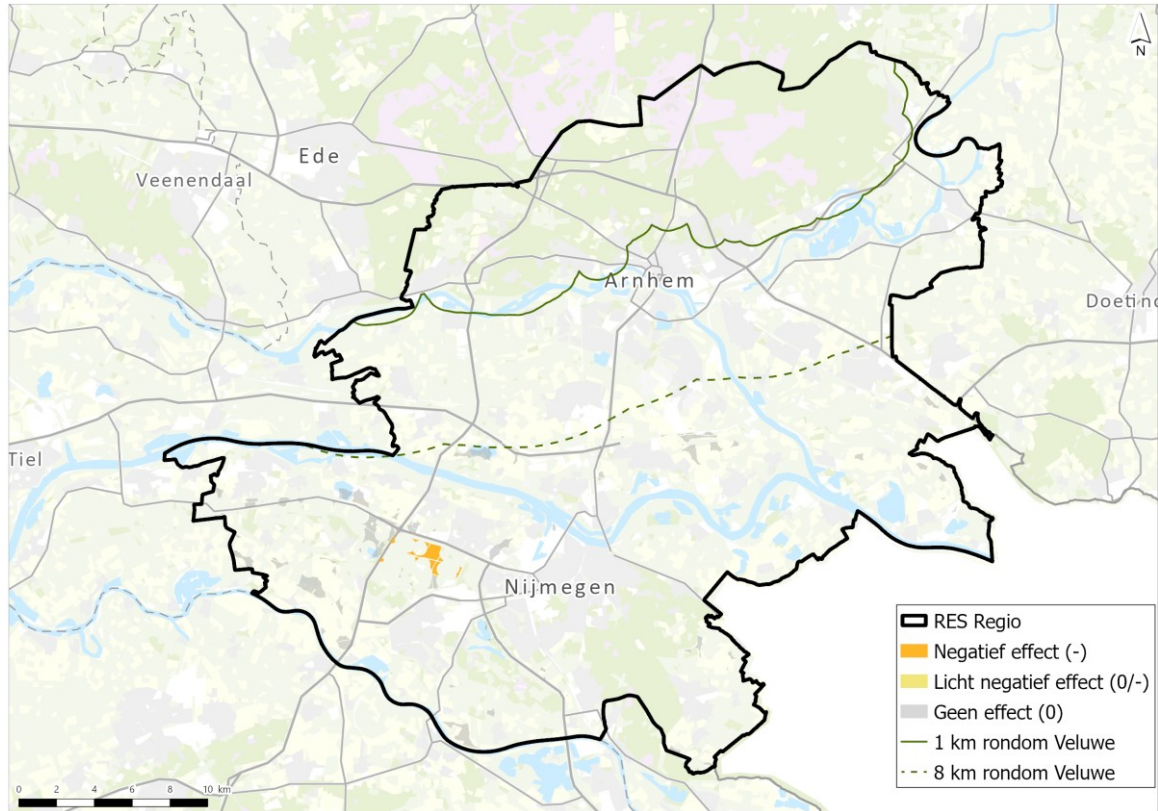 N
Ede
Veenendaal
Arnhem
Doetinc
Tiel
Nijmegen
RES Regio
Negatief effect (-)
Licht negatief effect (0/-)
Geen effect (0)
1 km rondom Veluwe
8 km rondom Veluwe
0 2 4 6 8 10 km